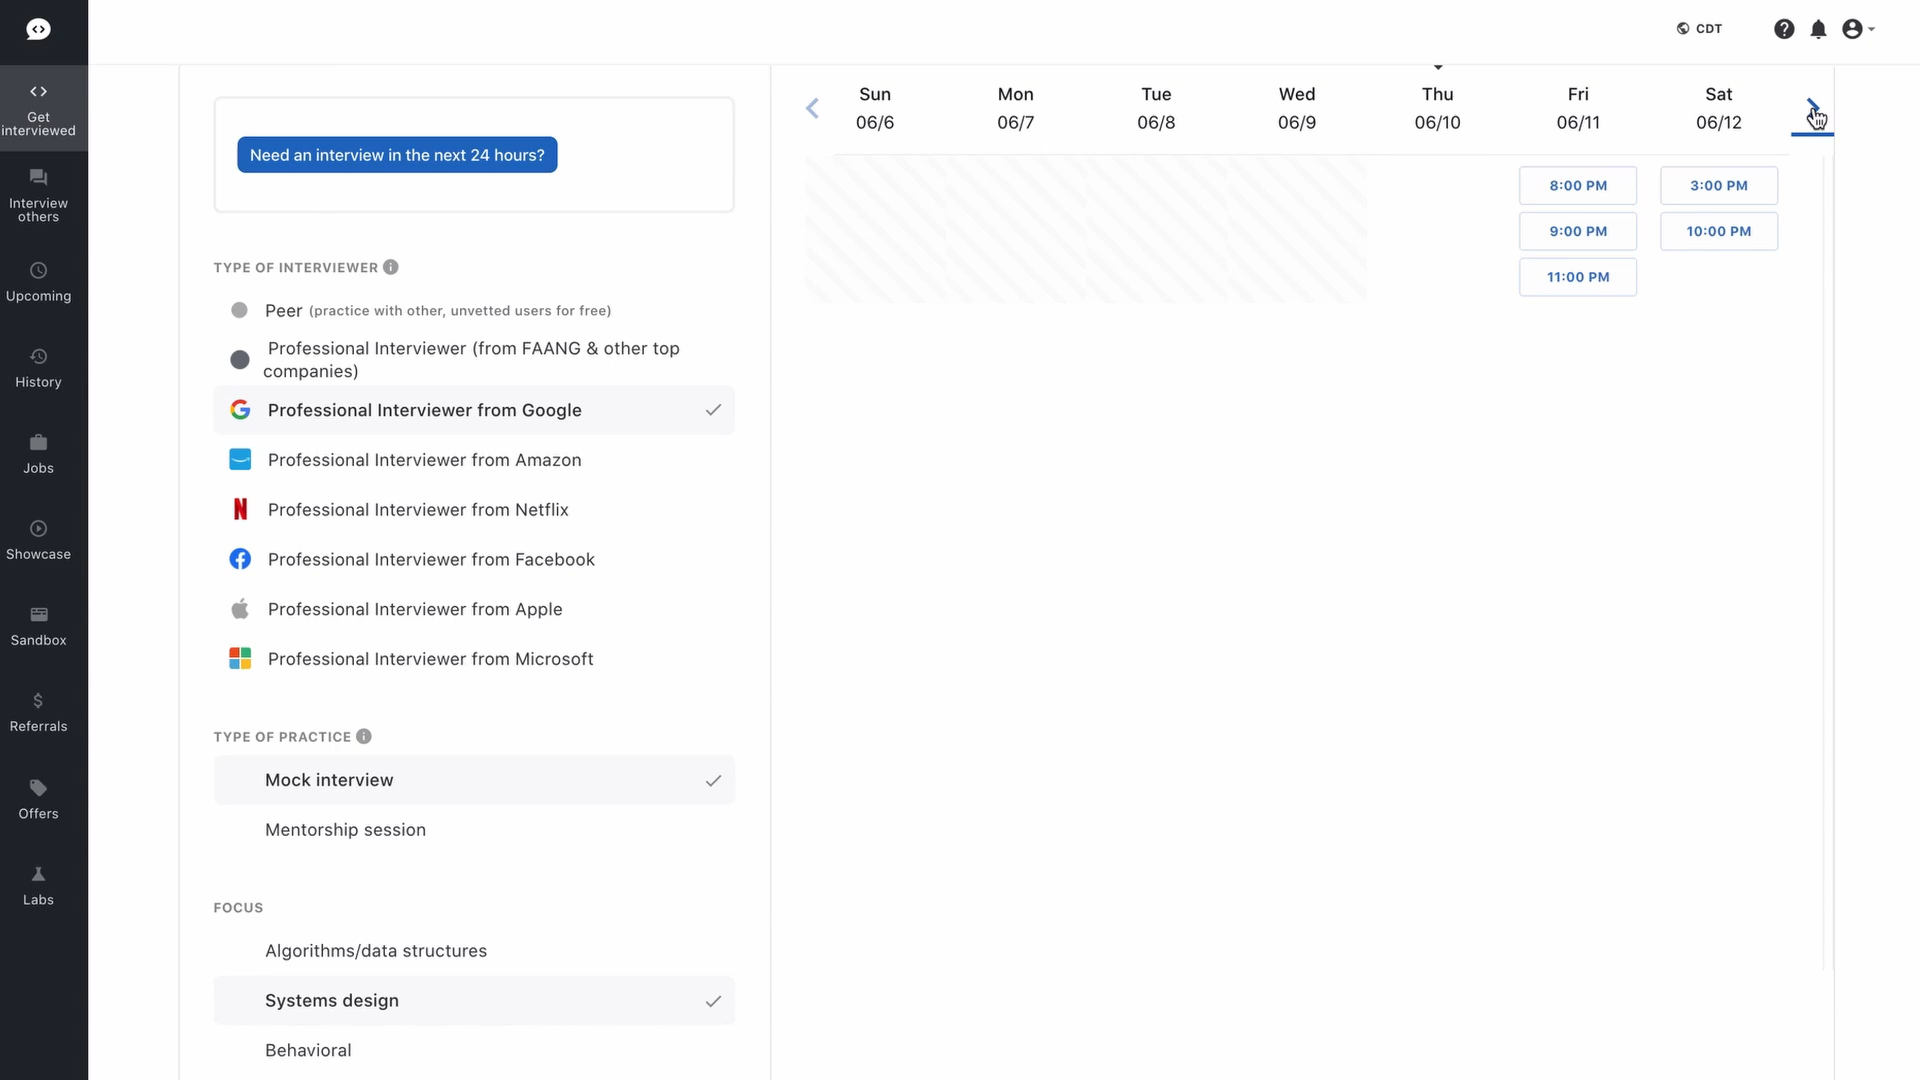 CDT
Get
interviewed
Interview
others
Upcoming
History
Jobs
Showcase
Sandbox
Referrals
Offers
Labs
Need an interview in the next 24 hours?
TYPE OF INTERVIEWER
Peer (practice with other, unvetted users for free)
Professional Interviewer (from FAANG & other top
companies)
Professional Interviewer from Google
Professional Interviewer from Amazon
Professional Interviewer from Netflix
Professional Interviewer from Facebook
Professional Interviewer from Apple
Professional Interviewer from Microsoft
TYPE OF PRACTICE
Mock interview
Mentorship session
FOCUS
Algorithms/data structures
Systems design
Behavioral
Sun Mon Tue Wed Thu Fri Sat
06/6 06/7 06/8 06/9 06/10 06/11 06/12
8:00 PM 3:00 PM
9:00 PM 10:00 PM
11:00 PM